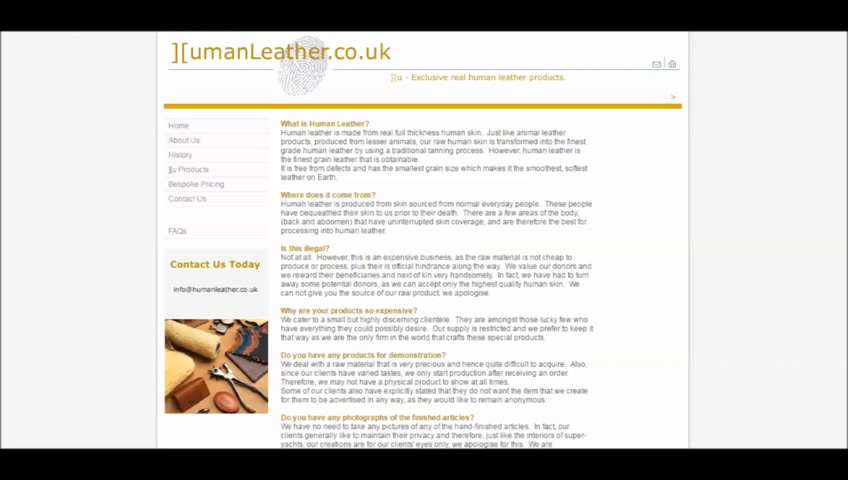 ][umanLeather.co.uk
][u - Exclusive real human leather products.
>
Home
About Us
History
][u Products
Bespoke Pricing
Contact Us
FAQs
Contact Us Today
info@humanleather.co.uk
What is Human Leather?
Human leather is made from real full thickness human skin. Just like animal leather
products, produced from lesser animals, our raw human skin is transformed into the finest
grade human leather by using a traditional tanning process. However, human leather is
the finest grain leather that is obtainable.
It is free from defects and has the smallest grain size which makes it the smoothest, softest
leather on Earth.
Where does it come from?
Human leather is produced from skin sourced from normal everyday people. These people
have bequeathed their skin to us prior to their death. There are a few areas of the body,
(back and abdomen) that have uninterrupted skin coverage, and are therefore the best for
processing into human leather.
Is this illegal?
Not at all. However, this is an expensive business, as the raw material is not cheap to
produce or process, plus their is official hindrance along the way. We value our donors and
we reward their beneficiaries and next of kin very handsomely. In fact, we have had to turn
away some potential donors, as we can accept only the highest quality human skin. We
can not give you the source of our raw product, we apologise.
Why are your products so expensive?
We cater to a small but highly discerning clientele. They are amongst those lucky few who
have everything they could possibly desire. Our supply is restricted and we prefer to keep it
that way as we are the only firm in the world that crafts these special products.
Do you have any products for demonstration?
We deal with a raw material that is very precious and hence quite difficult to acquire. Also,
since our clients have varied tastes, we only start production after receiving an order.
Therefore, we may not have a physical product to show at all times.
Some of our clients also have explicitly stated that they do not want the item that we create
for them to be advertised in any way, as they would like to remain anonymous.
Do you have any photographs of the finished articles?
We have no need to take any pictures of any of the hand-finished articles. In fact, our
clients generally like to maintain their privacy and therefore, just like the interiors of super-
yachts, our creations are for our clients' eyes only, we apologise for this. We are